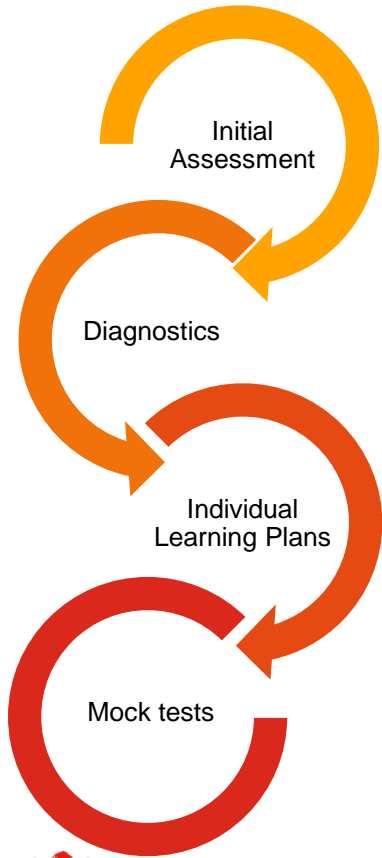 Initial
Assessment
Diagnostics
Individual
Learning Plans
Mock tests